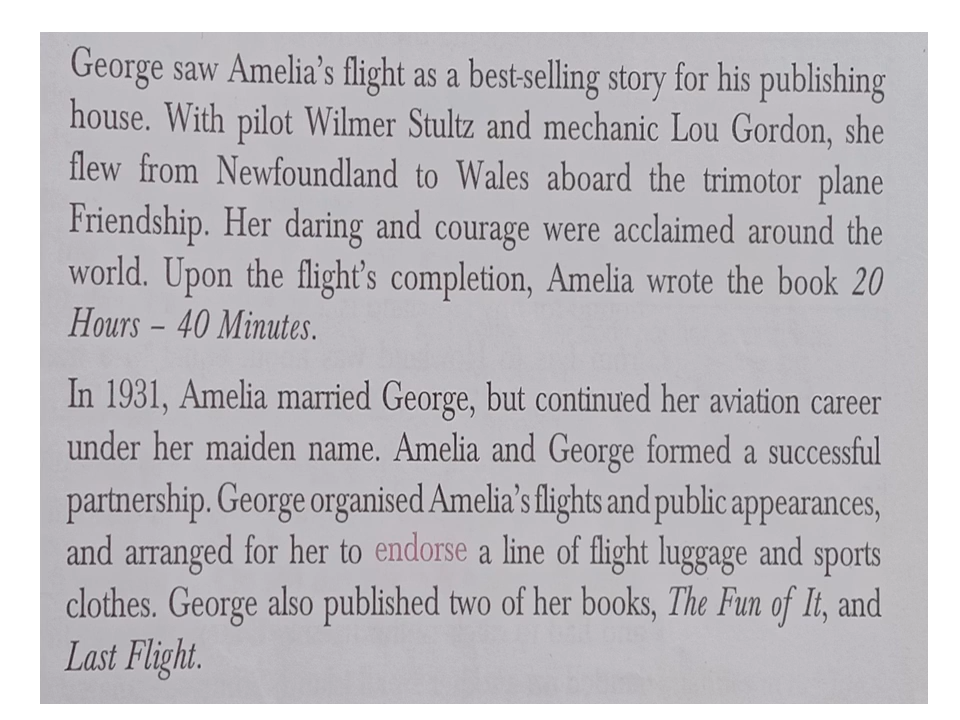 George saw Amelia's flight as a best-selling story for his publishing
house. With pilot Wilmer Stultz and mechanic Lou Gordon, she
flew from Newfoundland to Wales aboard the trimotor plane
Friendship. Her daring and courage were acclaimed around the
world. Upon the flight's completion, Amelia wrote the book 20
Hours – 40 Minutes.
In 1931, Amelia married George, but continued her aviation career
under her maiden name. Amelia and George formed a successful
partnership. George organised Amelia's flights and public appearances,
and arranged for her to endorse a line of flight luggage and sports
clothes. George also published two of her books, The Fun of It, and
Last Flight.